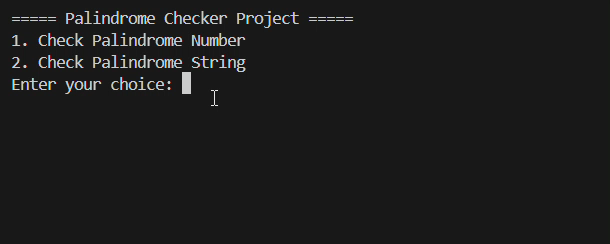 ===== Palindrome Checker Project =====
1. Check Palindrome Number
2. Check Palindrome String
Enter your choice: